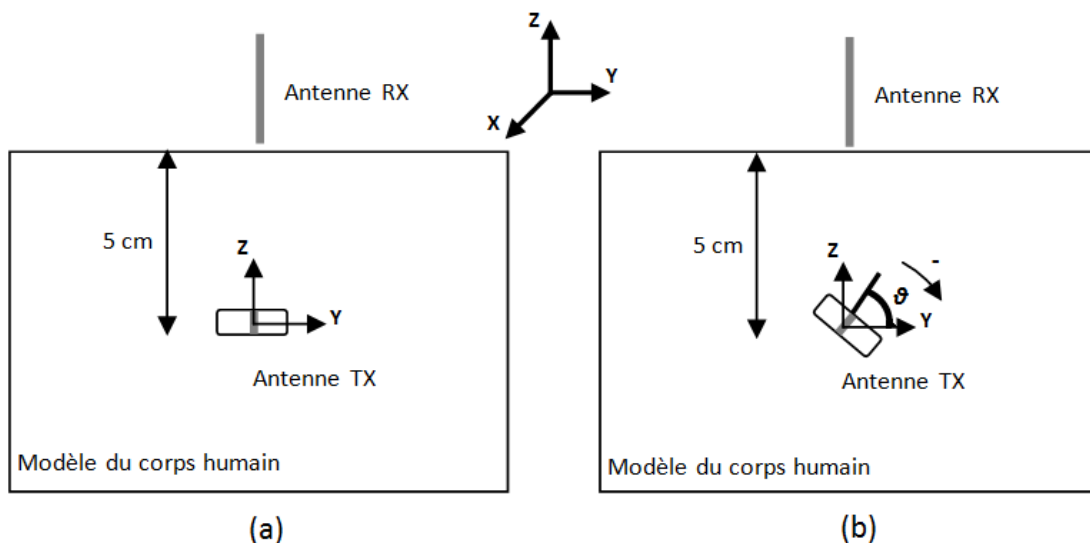 Z
Y
X
Antenne RX
5 cm
Z
Y
Antenne TX
Modèle du corps humain
(a)
Antenne RX
5 cm
Z
-
ϑ
Y
Antenne TX
Modèle du corps humain
(b)